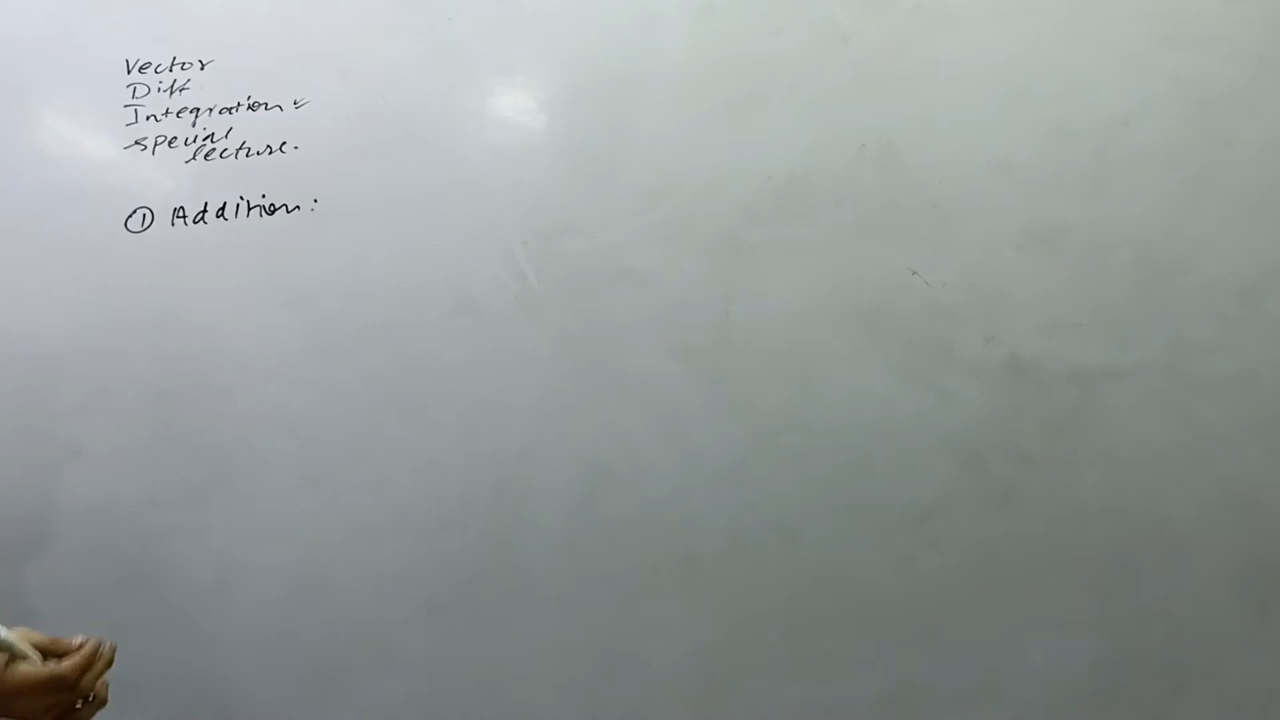 Vector
Diff
Integration ✓
special
lecture.
① Addition: